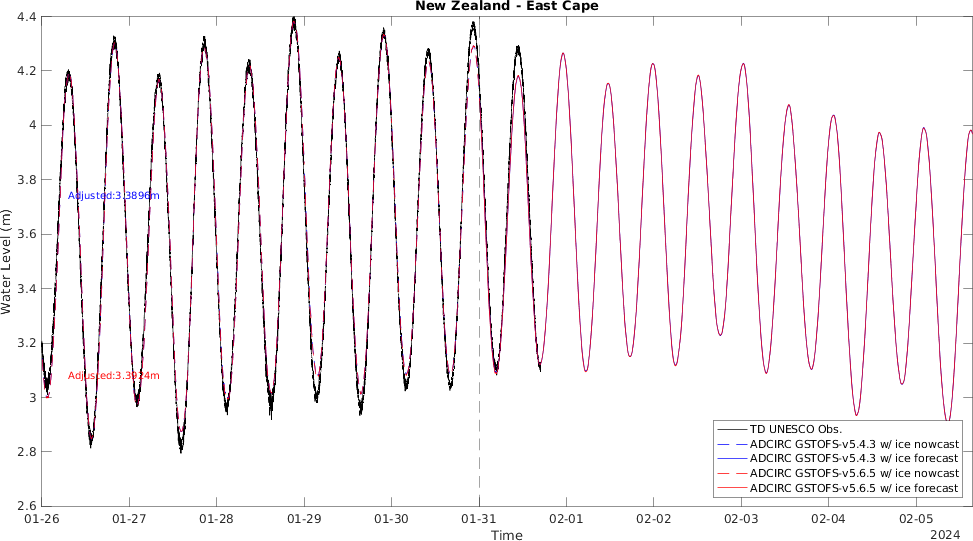 New Zealand - East Cape
4.4
4.2
4
3.8
3.6
3.4
3.2
3
2.8
2.6
Water Level (m)
Adjusted:3.3896m
Adjusted:3.3924m
TD UNESCO Obs.
ADCIRC GSTOFS-v5.4.3 w/ ice nowcast
ADCIRC GSTOFS-v5.4.3 w/ ice forecast
ADCIRC GSTOFS-v5.6.5 w/ ice nowcast
ADCIRC GSTOFS-v5.6.5 w/ ice forecast
01-26 01-27 01-28 01-29 01-30 01-31 02-01 02-02 02-03 02-04 02-05
Time
2024